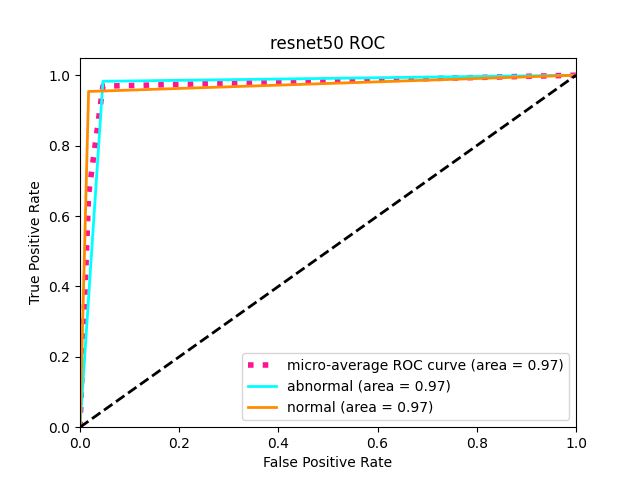 resnet50 ROC
1.0
0.8
0.6
0.4
0.2
0.0
True Positive Rate
micro-average ROC curve (area = 0.97)
abnormal (area = 0.97)
normal (area = 0.97)
0.0 0.2 0.4 0.6 0.8 1.0
False Positive Rate